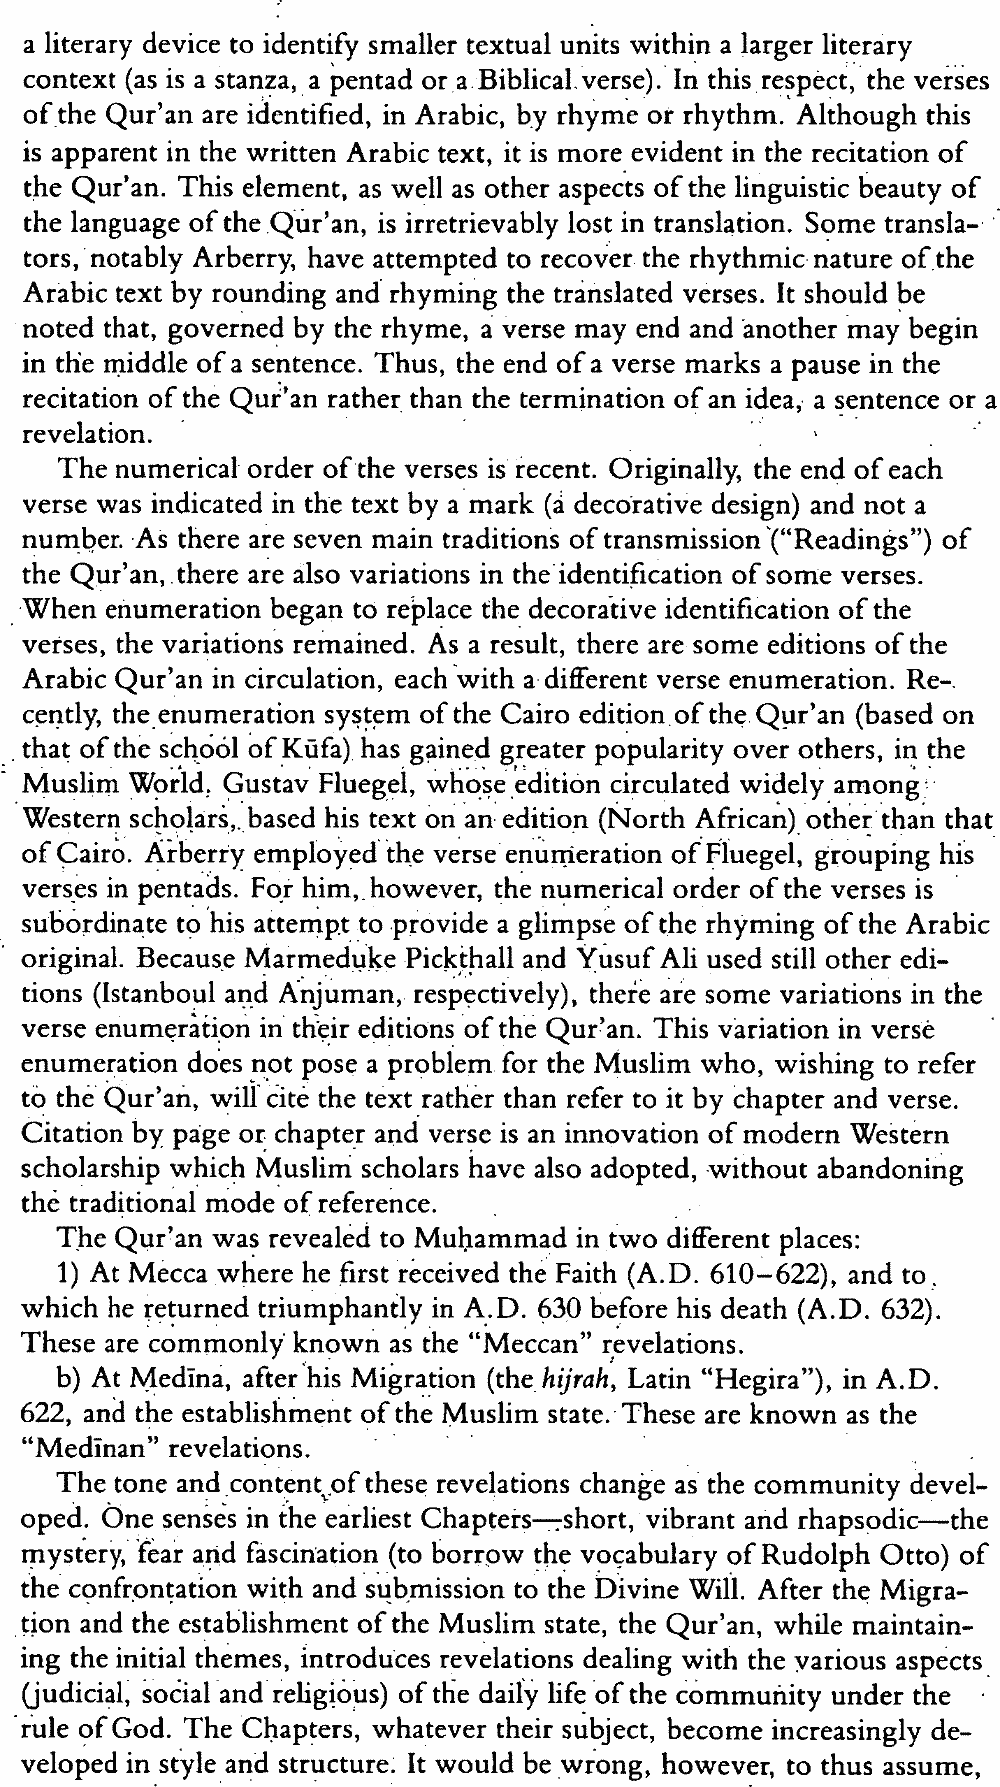 a literary device to identify smaller textual units within a larger literary
context (as is a stanza, a pentad or a Biblical verse). In this respect, the verses
of the Qur'an are identified, in Arabic, by rhyme or rhythm. Although this
is apparent in the written Arabic text, it is more evident in the recitation of
the Qur'an. This element, as well as other aspects of the linguistic beauty of
the language of the Qur'an, is irretrievably lost in translation. Some transla-
tors, notably Arberry, have attempted to recover the rhythmic nature of the
Arabic text by rounding and rhyming the translated verses. It should be
noted that, governed by the rhyme, a verse may end and another may begin
in the middle of a sentence. Thus, the end of a verse marks a pause in the
recitation of the Qur'an rather than the termination of an idea, a sentence or a
revelation.
The numerical order of the verses is recent. Originally, the end of each
verse was indicated in the text by a mark (a decorative design) and not a
number. As there are seven main traditions of transmission ("Readings") of
the Qur'an, there are also variations in the identification of some verses.
When enumeration began to replace the decorative identification of the
verses, the variations remained. As a result, there are some editions of the
Arabic Qur'an in circulation, each with a different verse enumeration. Re-
cently, the enumeration system of the Cairo edition of the Qur'an (based on
that of the school of Kūfa) has gained greater popularity over others, in the
Muslim World. Gustav Fluegel, whose edition circulated widely among
Western scholars, based his text on an edition (North African) other than that
of Cairo. Arberry employed the verse enumeration of Fluegel, grouping his
verses in pentads. For him, however, the numerical order of the verses is
subordinate to his attempt to provide a glimpse of the rhyming of the Arabic
original. Because Marmeduke Pickthall and Yusuf Ali used still other edi-
tions (Istanboul and Anjuman, respectively), there are some variations in the
verse enumeration in their editions of the Qur'an. This variation in verse
enumeration does not pose a problem for the Muslim who, wishing to refer
to the Qur'an, will cite the text rather than refer to it by chapter and verse.
Citation by page or chapter and verse is an innovation of modern Western
scholarship which Muslim scholars have also adopted, without abandoning
the traditional mode of reference.
The Qur'an was revealed to Muḥammad in two different places:
1) At Mecca where he first received the Faith (A.D. 610–622), and to
which he returned triumphantly in A.D. 630 before his death (A.D. 632).
These are commonly known as the "Meccan" revelations.
b) At Medīna, after his Migration (the hijrah, Latin "Hegira"), in A.D.
622, and the establishment of the Muslim state. These are known as the
"Medīnan" revelations.
The tone and content of these revelations change as the community devel-
oped. One senses in the earliest Chapters—short, vibrant and rhapsodic—the
mystery, fear and fascination (to borrow the vocabulary of Rudolph Otto) of
the confrontation with and submission to the Divine Will. After the Migra-
tion and the establishment of the Muslim state, the Qur'an, while maintain-
ing the initial themes, introduces revelations dealing with the various aspects
(judicial, social and religious) of the daily life of the community under the
rule of God. The Chapters, whatever their subject, become increasingly de-
veloped in style and structure. It would be wrong, however, to thus assume,